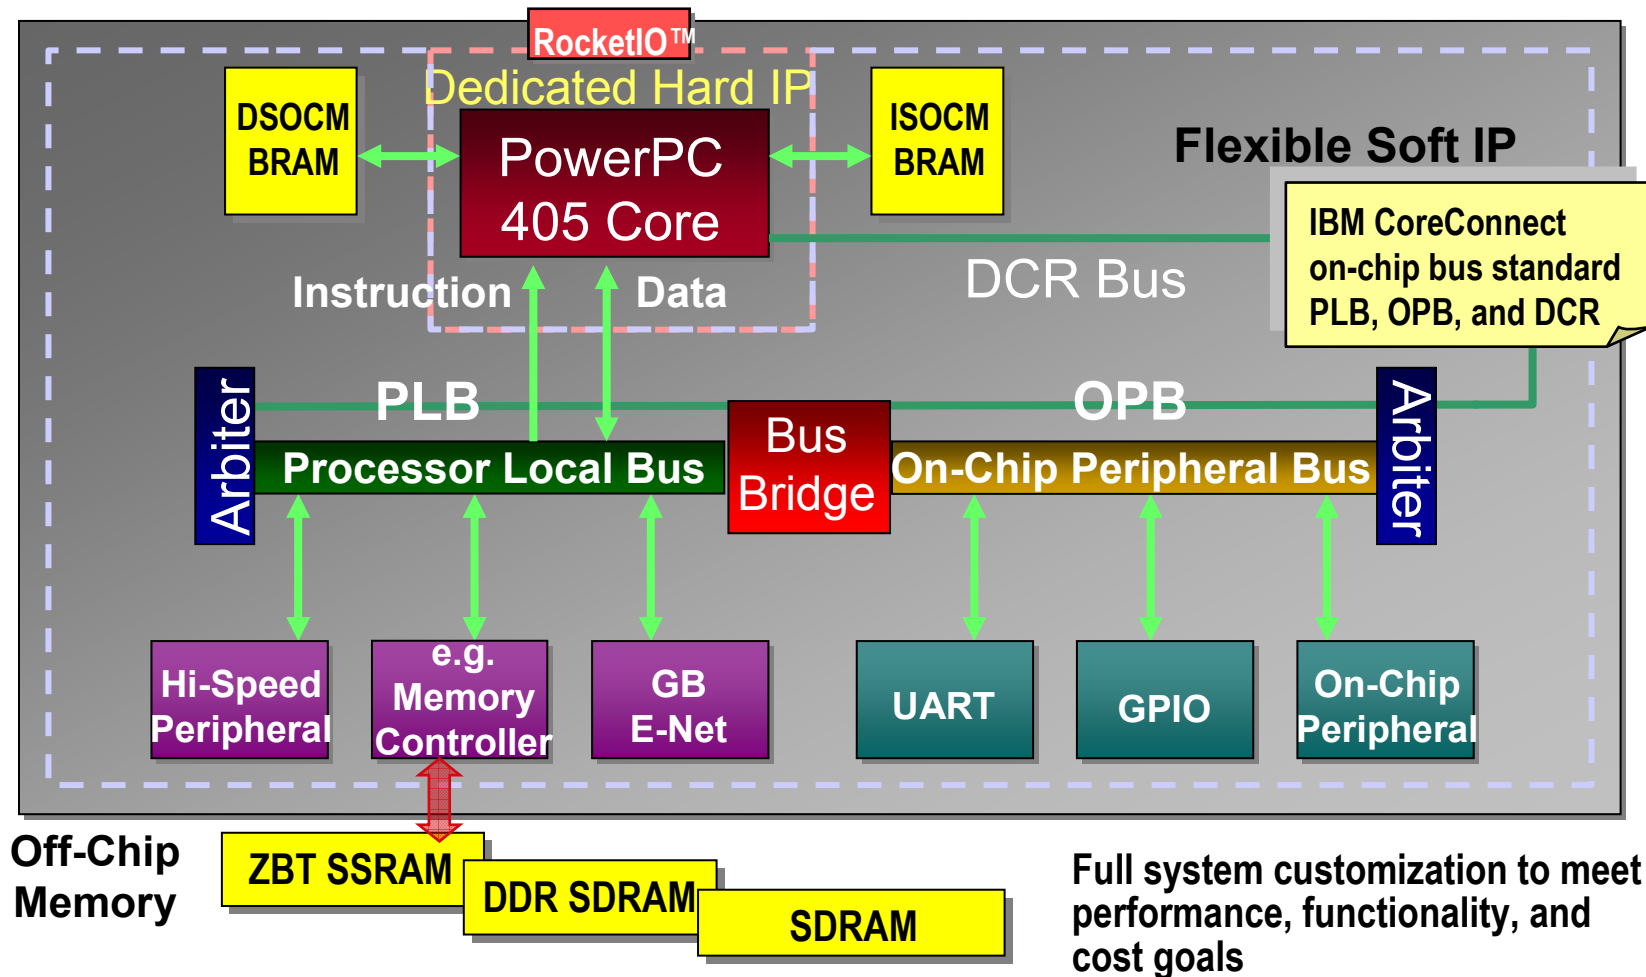 RocketIO™
Dedicated Hard IP
DSOCM
BRAM
PowerPC
405 Core
ISOCM
BRAM
Flexible Soft IP
IBM CoreConnect
on-chip bus standard
PLB, OPB, and DCR
DCR Bus
Instruction
Data
PLB
OPB
Arbiter
Processor Local Bus
Bus
Bridge
On-Chip Peripheral Bus
Arbiter
Hi-Speed
Peripheral
e.g.
Memory
Controller
GB
E-Net
UART
GPIO
On-Chip
Peripheral
Off-Chip
Memory
ZBT SSRAM
DDR SDRAM
SDRAM
Full system customization to meet
performance, functionality, and
cost goals